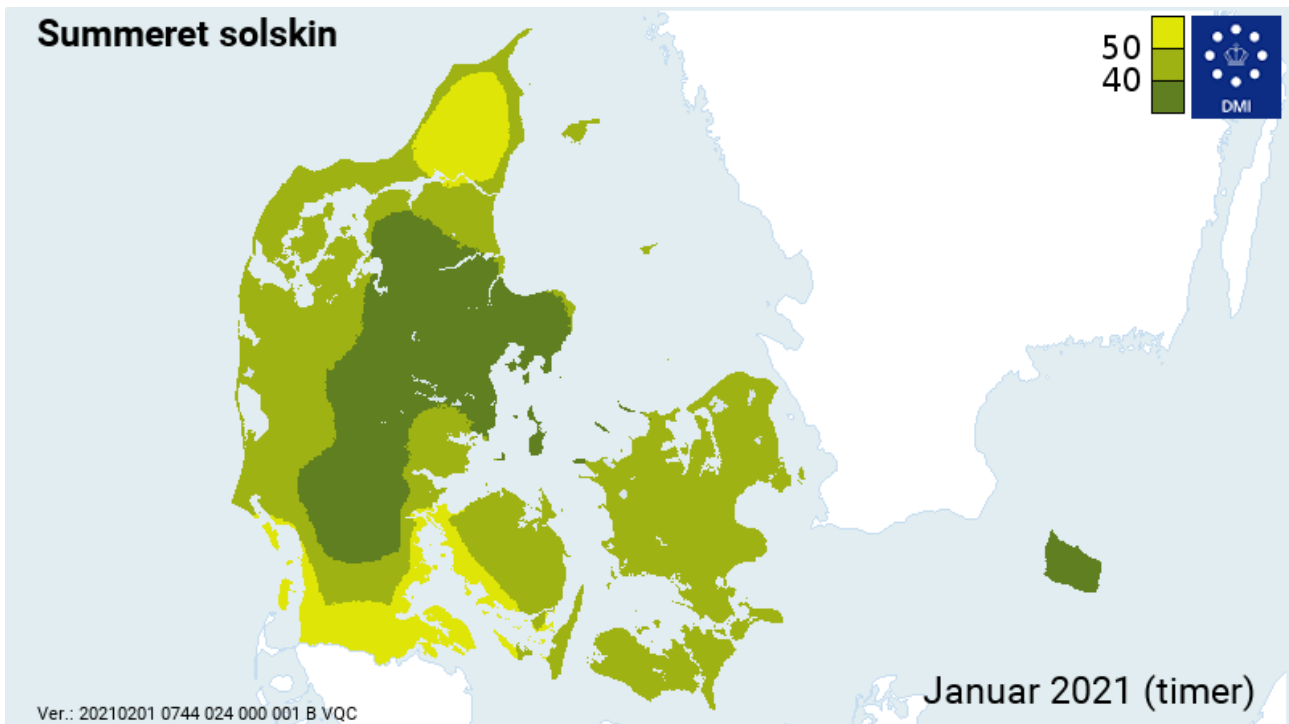 Summeret solskin
50
40
DMI
Januar 2021 (timer)
Ver.: 20210201 0744 024 000 001 B VQC